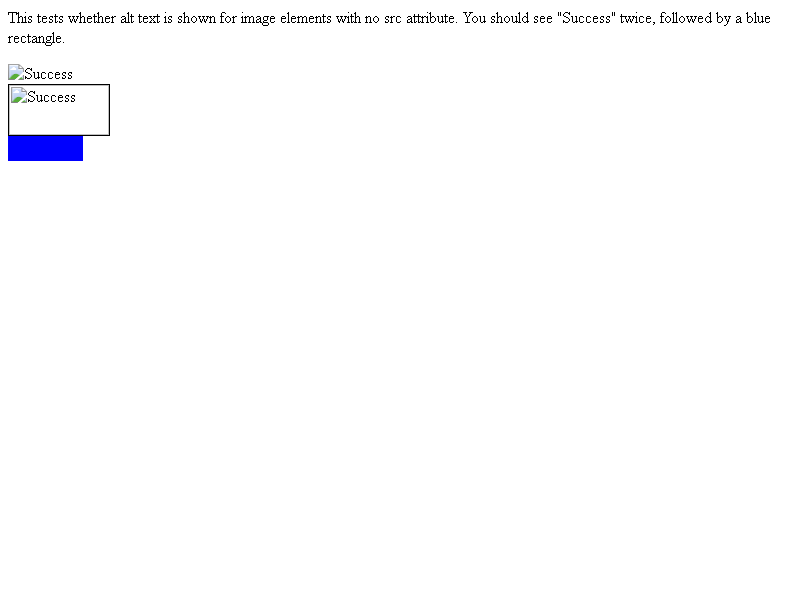 This tests whether alt text is shown for image elements with no src attribute. You should see "Success" twice, followed by a blue
rectangle.
Success
Success